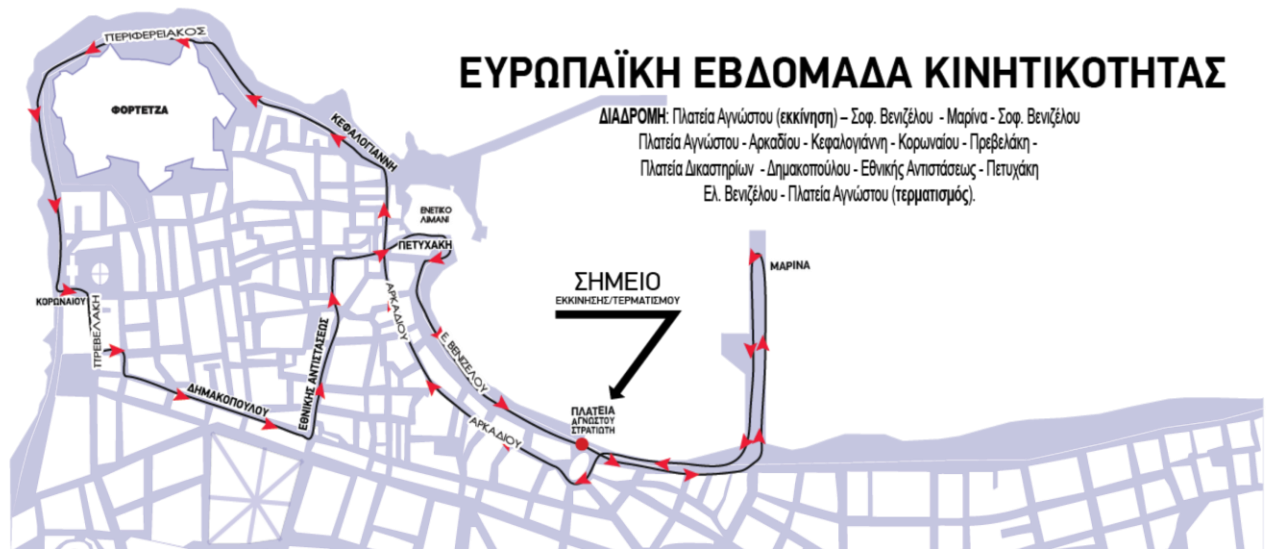 ΕΥΡΩΠΑΪΚΗ ΕΒΔΟΜΑΔΑ ΚΙΝΗΤΙΚΟΤΗΤΑΣ
ΔΙΑΔΡΟΜΗ: Πλατεία Αγνώστου (εκκίνηση) – Σοφ. Βενιζέλου - Μαρίνα - Σοφ. Βενιζέλου
Πλατεία Αγνώστου - Αρκαδίου - Κεφαλογιάννη - Κορωναίου - Πρεβελάκη -
Πλατεία Δικαστηρίων - Δημακοπούλου - Εθνικής Αντιστάσεως - Πετυχάκη
Ελ. Βενιζέλου - Πλατεία Αγνώστου (τερματισμός).
ΠΕΡΙΦΕΡΕΙΑΚΟΣ
ΦΟΡΤΕΤΖΑ
ΚΕΦΑΛΟΓΙΑΝΝΗ
ΕΝΕΤΙΚΟ
ΛΙΜΑΝΙ
ΠΕΤΥΧΑΚΗ
ΣΗΜΕΙΟ
ΕΚΚΙΝΗΣΗΣ/ΤΕΡΜΑΤΙΣΜΟΥ
ΜΑΡΙΝΑ
ΚΟΡΩΝΑΙΟΥ
ΠΡΕΒΕΛΑΚΗ
ΑΡΚΑΔΙΟΥ
Ε. ΒΕΝΙΖΕΛΟΥ
ΕΘΝΙΚΗΣ ΑΝΤΙΣΤΑΣΕΩΣ
ΔΗΜΑΚΟΠΟΥΛΟΥ
ΑΡΚΑΔΙΟΥ
ΠΛΑΤΕΙΑ
ΑΓΝΩΣΤΟΥ
ΣΤΡΑΤΙΩΤΗ